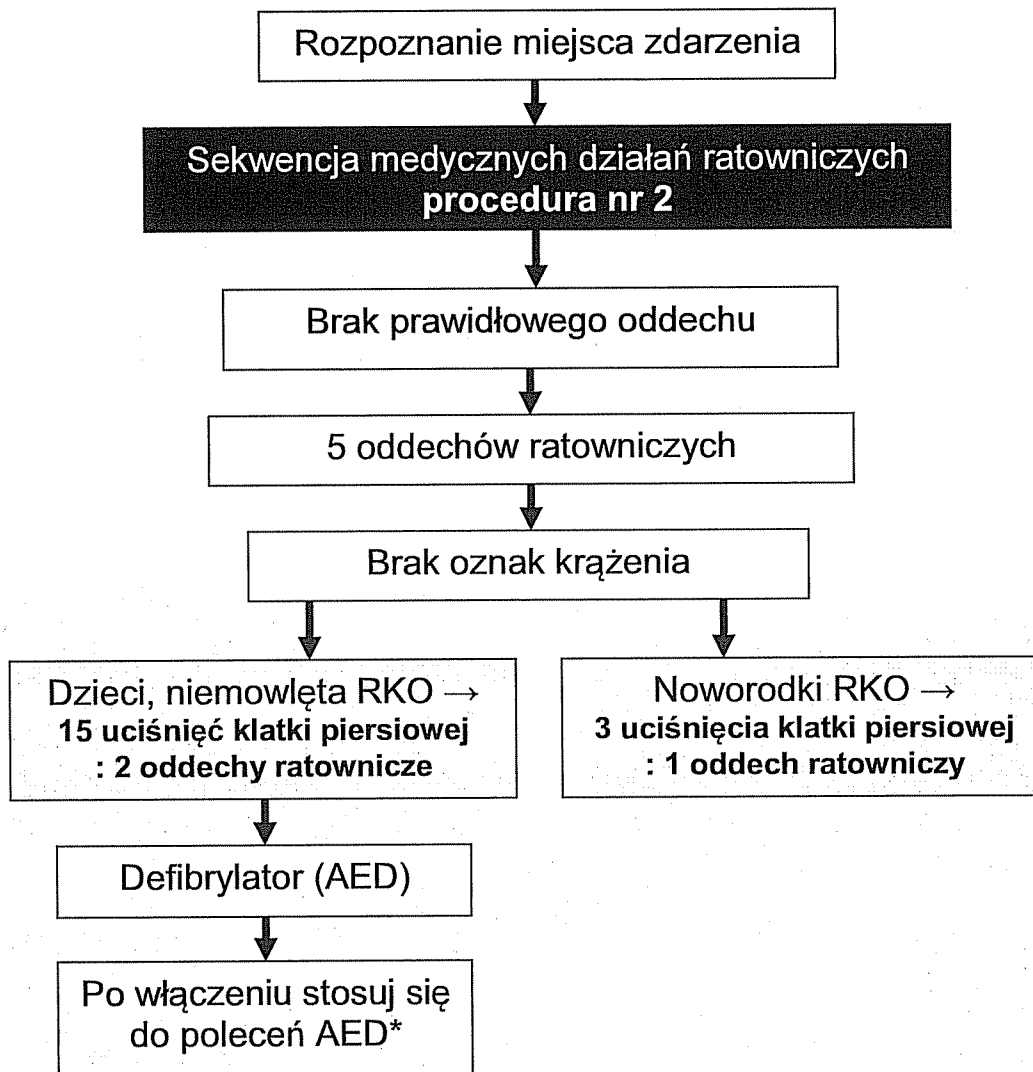 Rozpoznanie miejsca zdarzenia
Sekwencja medycznych działań ratowniczych
procedura nr 2
Brak prawidłowego oddechu
5 oddechów ratowniczych
Brak oznak krążenia
Dzieci, niemowlęta RKO →
15 uciśnięć klatki piersiowej
: 2 oddechy ratownicze
Noworodki RKO →
3 uciśnięcia klatki piersiowej
: 1 oddech ratowniczy
Defibrylator (AED)
Po włączeniu stosuj się
do poleceń AED*